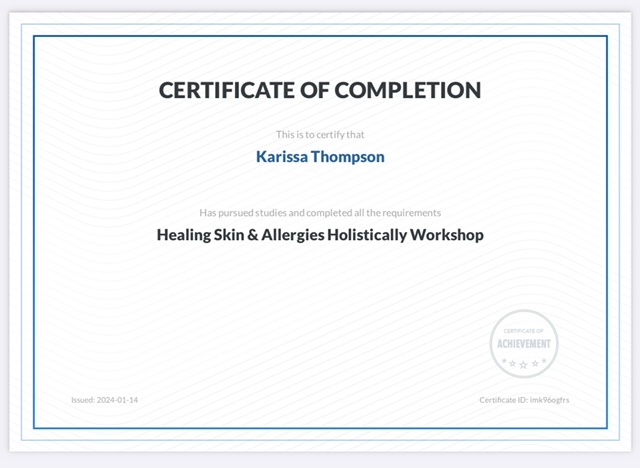 CERTIFICATE OF COMPLETION
This is to certify that
Karissa Thompson
Has pursued studies and completed all the requirements
Healing Skin & Allergies Holistically Workshop
CERTIFICATE OF
ACHIEVEMENT
Issued: 2024-01-14
Certificate ID: imk96ogfrs